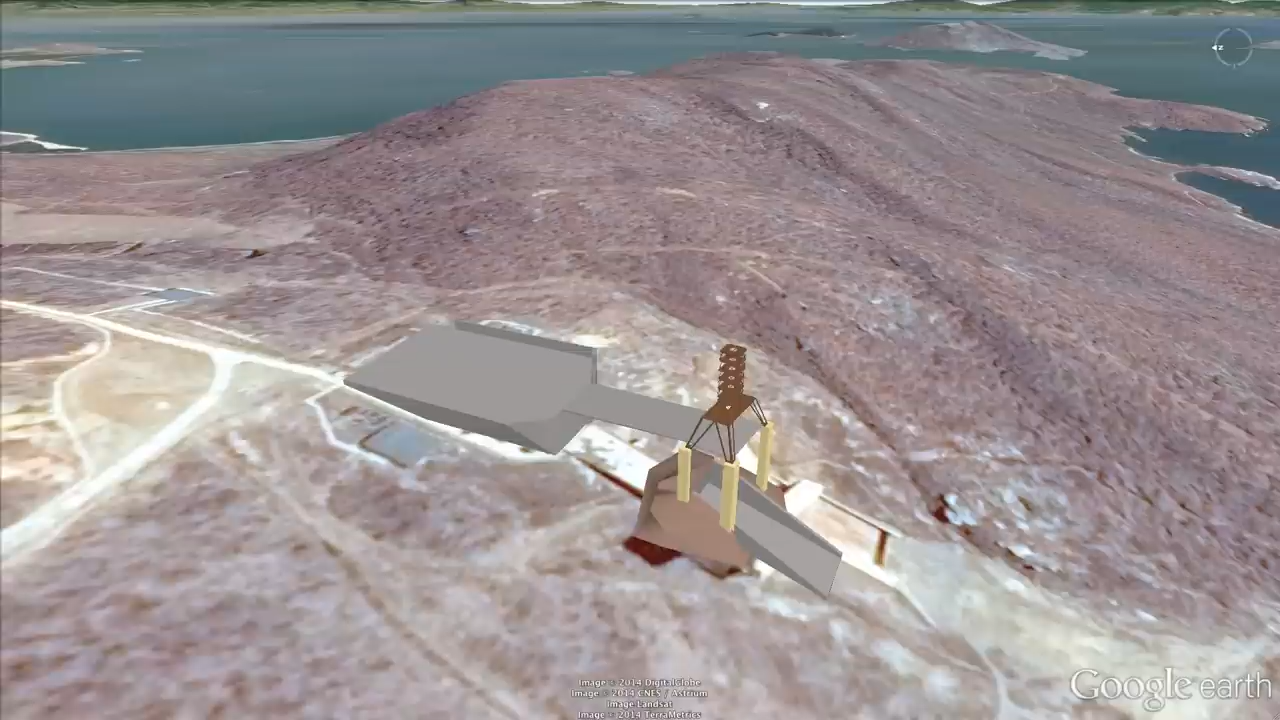 Z
Image © 2014 DigitalGlobe
Image © 2014 CNES / Astrium
Image Landsat
Image © 2014 TerraMetrics
Google earth